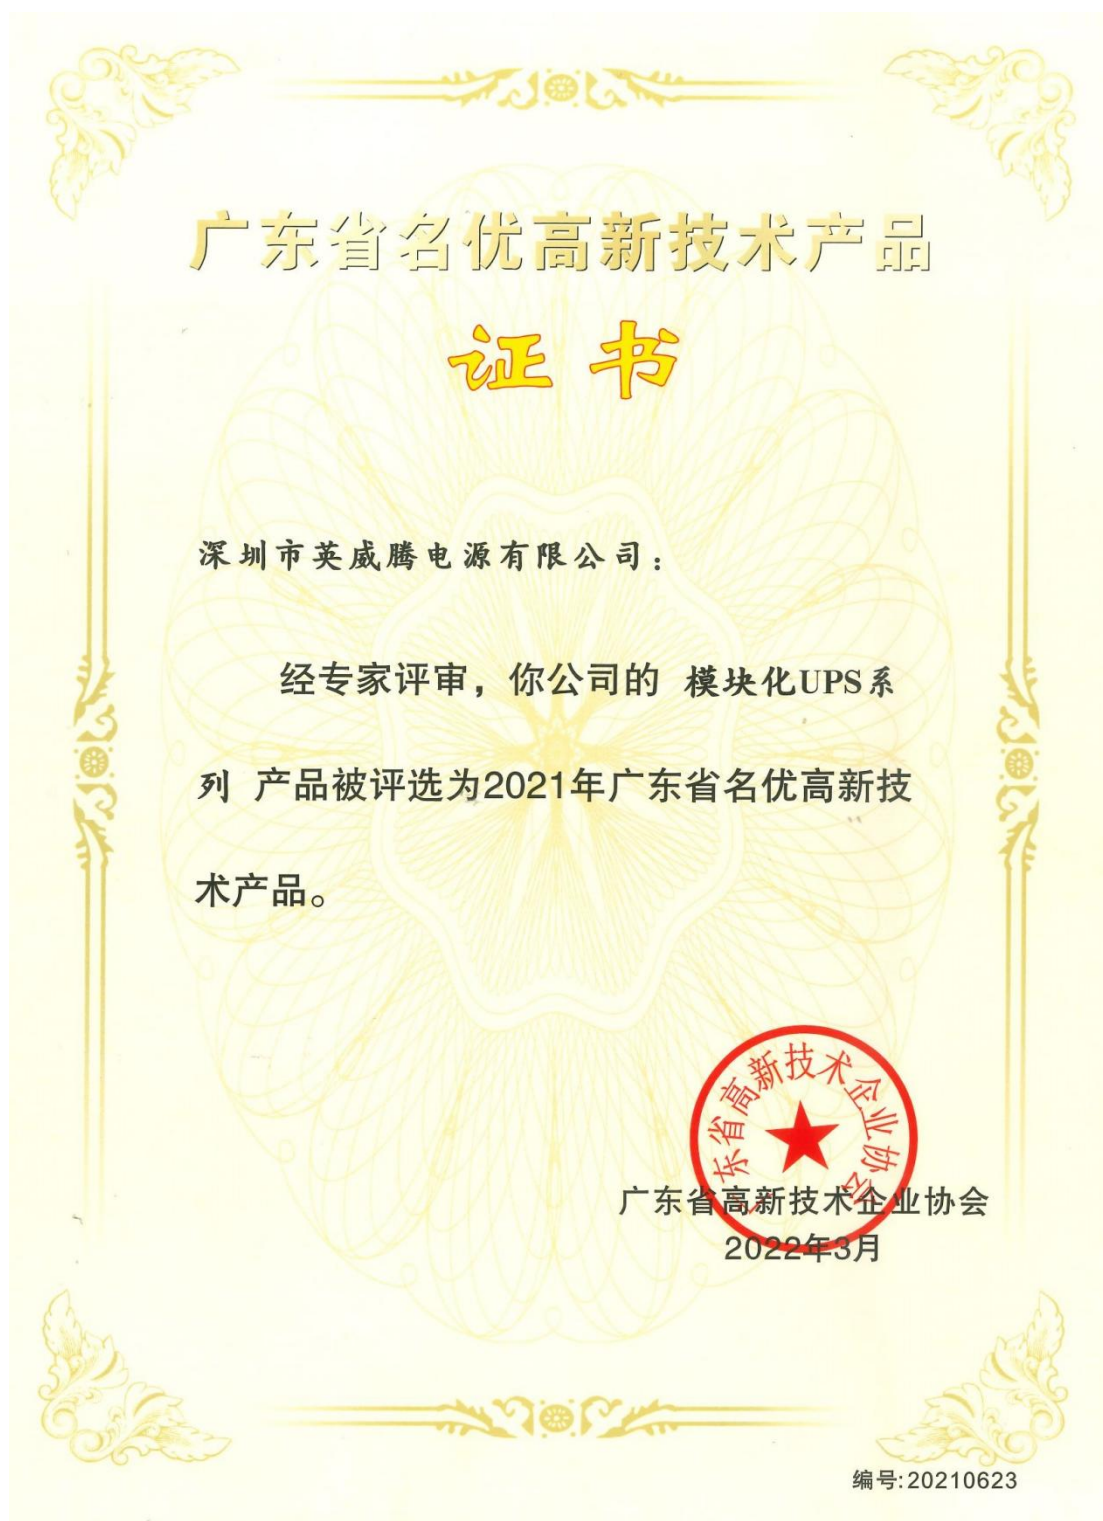 广东省名优高新技术产品
证书
深圳市英威腾电源有限公司：
经专家评审，你公司的 模块化UPS系
列 产品被评选为2021年广东省名优高新技
术产品。
广东省高新技术企业协会
广东省高新技术企业协会
2022年3月
编号:20210623